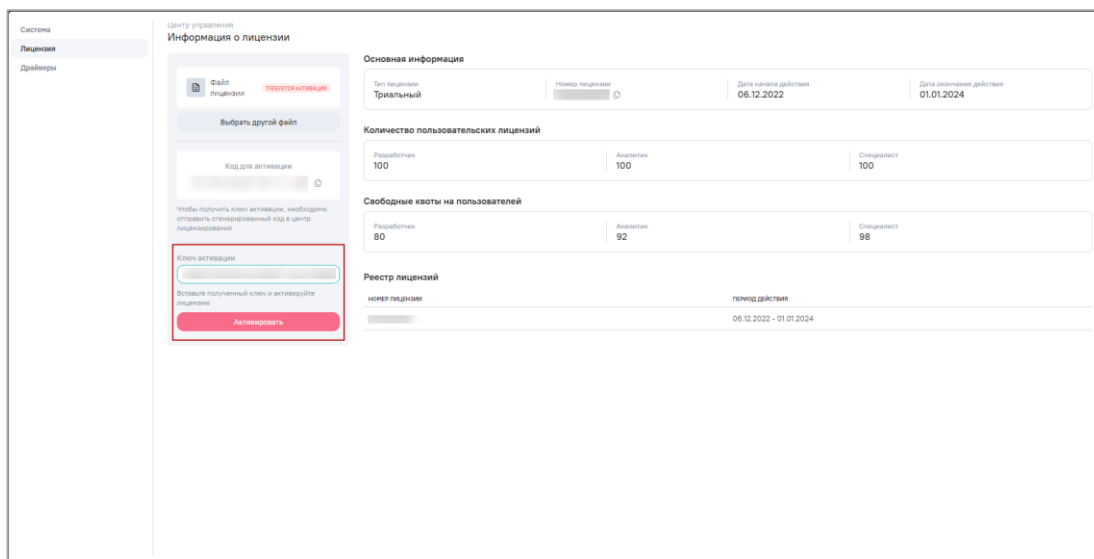 Система
Лицензия
Драйверы
Центр управления
Информация о лицензии
Файл
лицензии
ТРЕБУЕТСЯ АКТИВАЦИЯ
Выбрать другой файл
Код для активации
Чтобы получить ключ активации, необходимо
отправить сгенерированный код в центр
лицензирования
Ключ активации
Вставьте полученный ключ и активируйте
лицензию
Активировать
Основная информация
Тип лицензии
Триальный
Номер лицензии
Дата начала действия
06.12.2022
Дата окончания действия
01.01.2024
Количество пользовательских лицензий
Разработчик
100
Аналитик
100
Специалист
100
Свободные квоты на пользователей
Разработчик
80
Аналитик
92
Специалист
98
Реестр лицензий
НОМЕР ЛИЦЕНЗИИ ПЕРИОД ДЕЙСТВИЯ
06.12.2022 - 01.01.2024